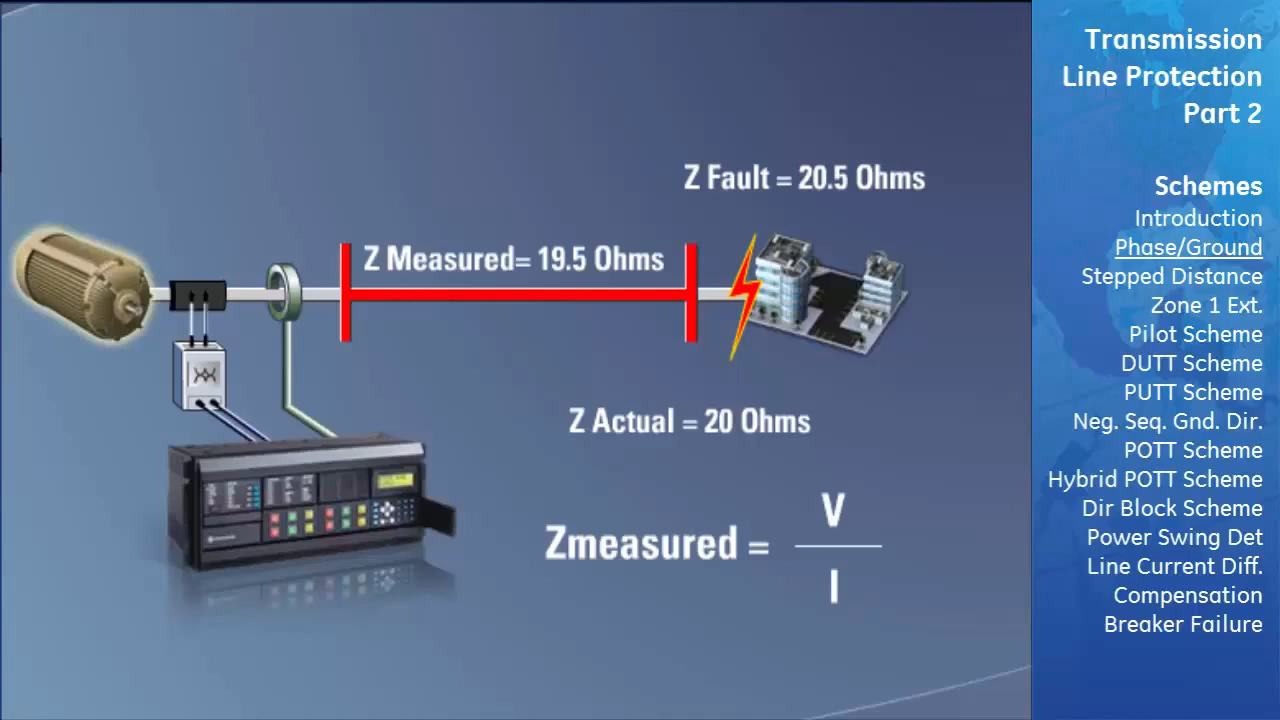 Transmission
Line Protection
Part 2
Z Fault = 20.5 Ohms
Z Measured= 19.5 Ohms
Z Actual = 20 Ohms
Zmeasured =
V
I
Schemes
Introduction
Phase/Ground
Stepped Distance
Zone 1 Ext.
Pilot Scheme
DUTT Scheme
PUTT Scheme
Neg. Seq. Gnd. Dir.
POTT Scheme
Hybrid POTT Scheme
Dir Block Scheme
Power Swing Det
Line Current Diff.
Compensation
Breaker Failure